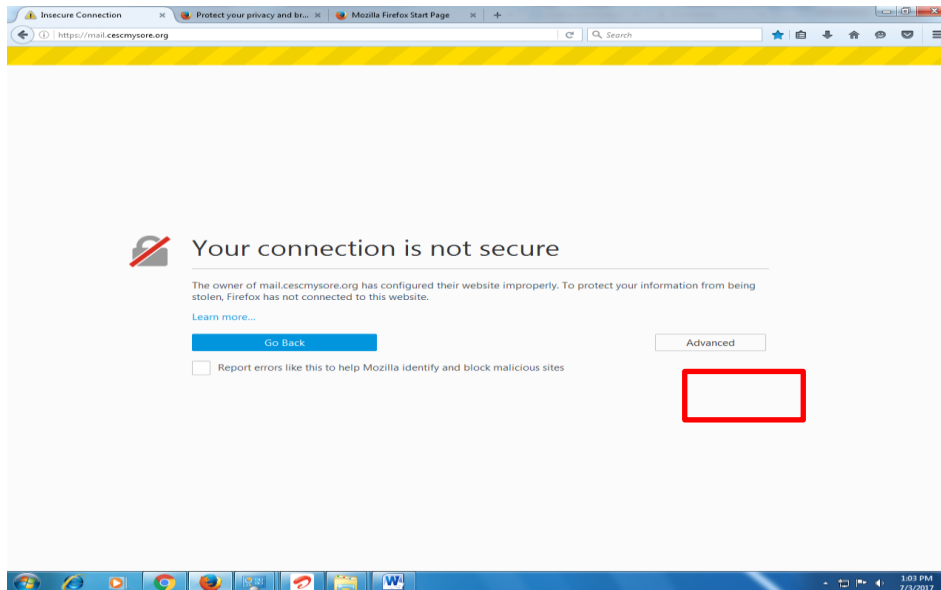 Insecure Connection
Protect your privacy and br...
Mozilla Firefox Start Page
https://mail.cescmysore.org
Search
Your connection is not secure
The owner of mail.cescmysore.org has configured their website improperly. To protect your information from being
stolen, Firefox has not connected to this website.
Learn more...
Go Back
Advanced
Report errors like this to help Mozilla identify and block malicious sites
W
1:03 PM
7/3/2017